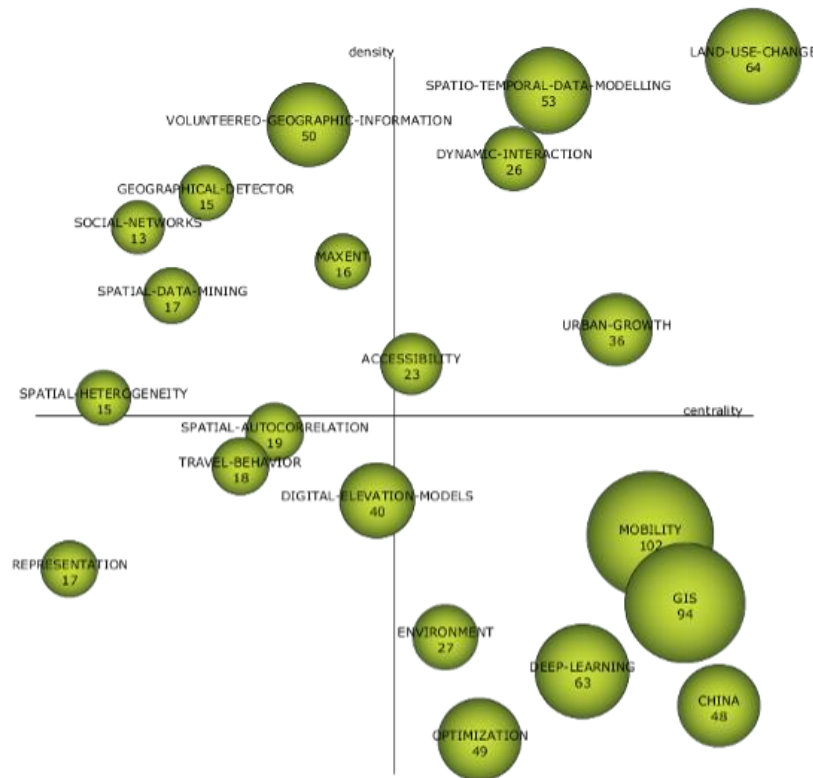 density
LAND-USE-CHANGE
64
SPATIO-TEMPORAL-DATA-MODELLING
53
VOLUNTEERED-GEOGRAPHIC-INFORMATION
50
DYNAMIC-INTERACTION
26
GEOGRAPHICAL-DETECTOR
15
SOCIAL-NETWORKS
13
MAXENT
16
SPATIAL-DATA-MINING
17
URBAN-GROWTH
36
ACCESSIBILITY
23
SPATIAL-HETEROGENEITY
15
centrality
SPATIAL-AUTOCORRELATION
19
TRAVEL-BEHAVIOR
18
DIGITAL-ELEVATION-MODELS
40
MOBILITY
102
REPRESENTATION
17
GIS
94
ENVIRONMENT
27
DEEP-LEARNING
63
CHINA
48
OPTIMIZATION
49